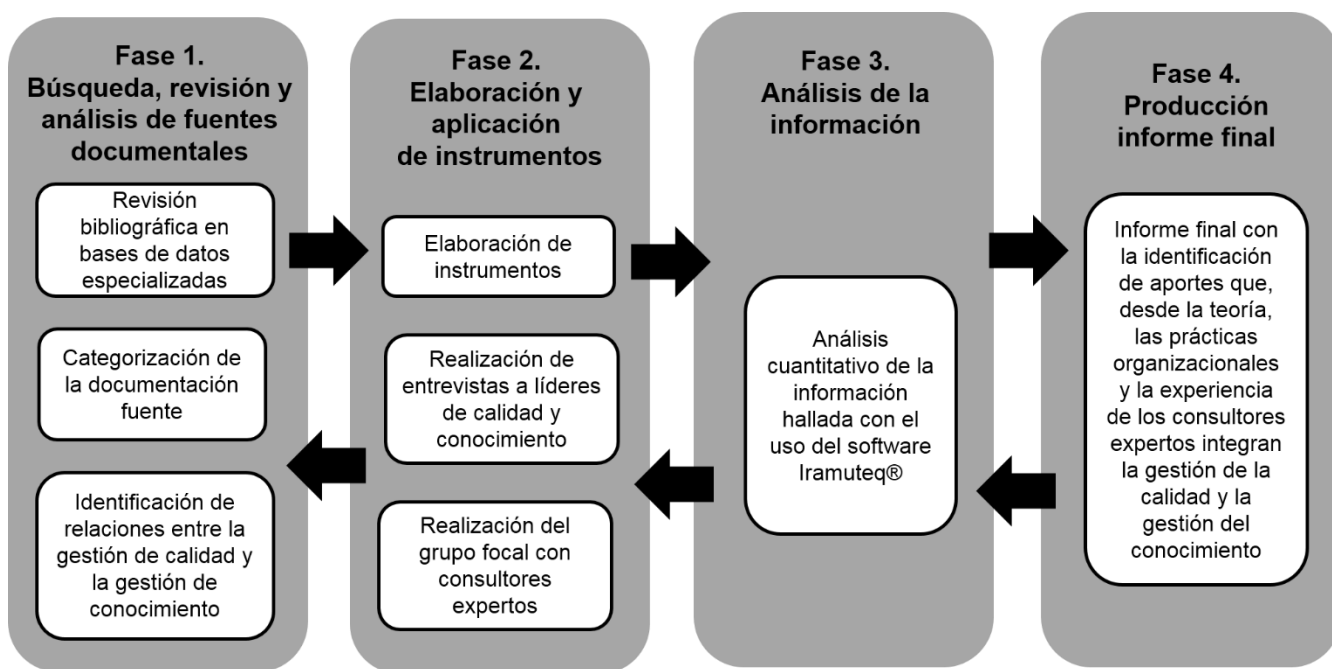 Fase 1.
Búsqueda, revisión y
análisis de fuentes
documentales
Revisión
bibliográfica en
bases de datos
especializadas
Categorización de
la documentación
fuente
Identificación de
relaciones entre la
gestión de calidad y
la gestión de
conocimiento
Fase 2.
Elaboración y
aplicación
de instrumentos
Elaboración de
instrumentos
Realización de
entrevistas a líderes
de calidad y
conocimiento
Realización del
grupo focal con
consultores
expertos
Fase 3.
Análisis de la
información
Análisis
cuantitativo de la
información
hallada con el
uso del software
Iramuteq®
Fase 4.
Producción
informe final
Informe final con
la identificación
de aportes que,
desde la teoría,
las prácticas
organizacionales
y la experiencia
de los consultores
expertos integran
la gestión de la
calidad y la
gestión del
conocimiento